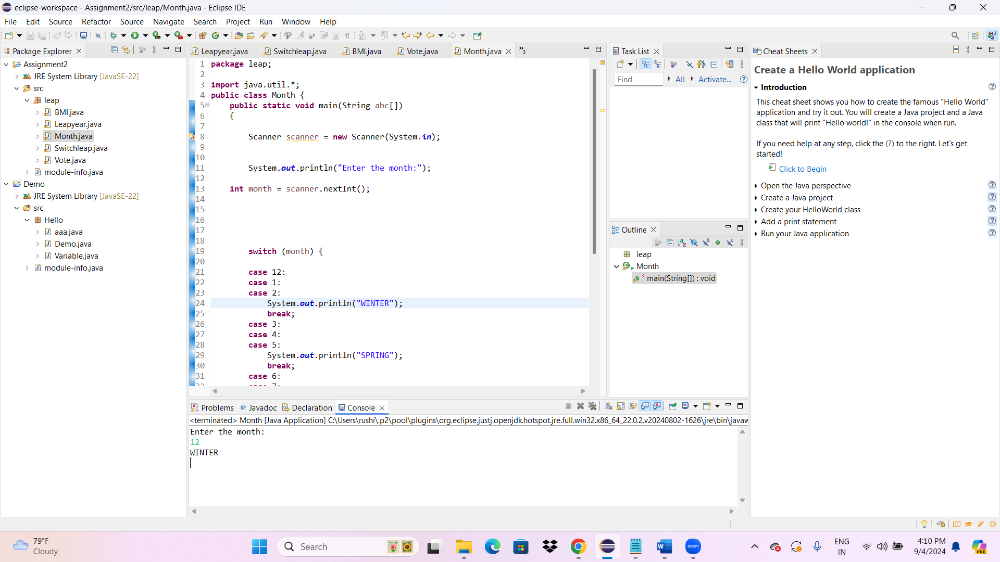 eclipse-workspace - Assignment2/src/leap/Month.java - Eclipse IDE
File Edit Source Refactor Source Navigate Search Project Run Window Help
Package Explorer
Assignment2
JRE System Library [JavaSE-22]
src
leap
BMI.java
Leapyear.java
Month.java
Switchleap.java
Vote.java
module-info.java
Demo
JRE System Library [JavaSE-22]
src
Hello
aaa.java
Demo.java
Variable.java
module-info.java
Leapyear.java Switchleap.java BMI.java Vote.java Month.java »3
1 package leap;
2
3 import java.util.*;
4 public class Month {
5 public static void main(String abc[])
6 {
7
8 Scanner scanner = new Scanner(System.in);
9
10
11 System.out.println("Enter the month:");
12
13 int month = scanner.nextInt();
14
15
16
17
18
19 switch (month) {
20
21 case 12:
22 case 1:
23 case 2:
24 System.out.println("WINTER");
25 break;
26 case 3:
27 case 4:
28 case 5:
29 System.out.println("SPRING");
30 break;
31 case 6:
Task List
Find All Activate...
Outline
leap
Month
main(String[]) : void
Cheat Sheets
Create a Hello World application
Introduction
This cheat sheet shows you how to create the famous "Hello World"
application and try it out. You will create a Java project and a Java
class that will print "Hello world!" in the console when run.
If you need help at any step, click the (?) to the right. Let's get
started!
Click to Begin
Open the Java perspective
Create a Java project
Create your HelloWorld class
Add a print statement
Run your Java application
Problems @ Javadoc Declaration Console
<terminated> Month [Java Application] C:\Users\rushi\.p2\pool\plugins\org.eclipse.justj.openjdk.hotspot.jre.full.win32.x86_64_22.0.2.v20240802-1626\jre\bin\javaw
Enter the month:
12
WINTER
79°F
Cloudy
Search
zoom
ENG
IN
4:10 PM
9/4/2024
PRE